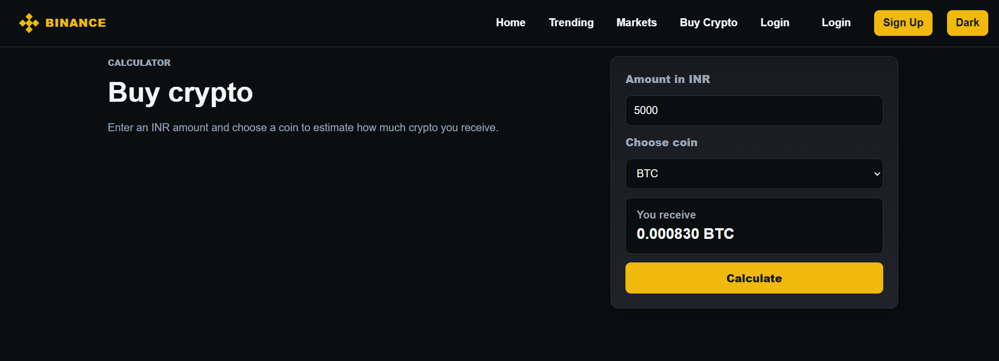 BINANCE
Home Trending Markets Buy Crypto Login Login Sign Up Dark
CALCULATOR
Buy crypto
Enter an INR amount and choose a coin to estimate how much crypto you receive.
Amount in INR
5000
Choose coin
BTC
You receive
0.000830 BTC
Calculate